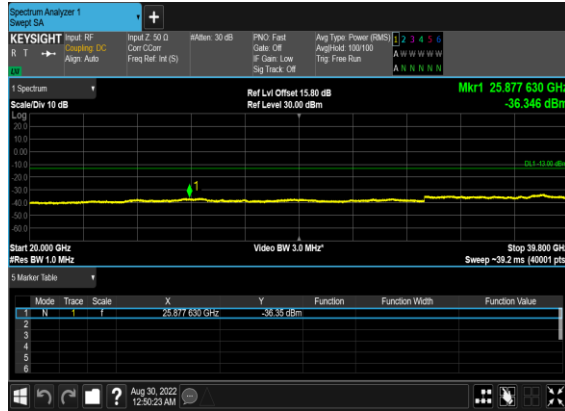 Spectrum Analyzer 1
Swept SA
+
KEYSIGHT Input: RF Input Z: 50 Ω #Atten: 30 dB PNO: Fast Avg Type: Power (RMS) 1 2 3 4 5 6
R T Coupling: DC Corr CCorr Gate: Off Avg|Hold: 100/100 A W W W W W
Align: Auto Freq Ref: Int (S) IF Gain: Low Trig: Free Run
Sig Track: Off A N N N N N
1 Spectrum Ref Lvl Offset 15.80 dB Mkr1 25.877 630 GHz
Scale/Div 10 dB Ref Level 30.00 dBm -36.346 dBm
Log
20.0
10.0
0.00
-10.0 DL1 -13.00 dBm
-20.0
-30.0 1
-40.0
-50.0
-60.0
Start 20.000 GHz Video BW 3.0 MHz* Stop 39.800 GHz
#Res BW 1.0 MHz Sweep ~39.2 ms (40001 pts)
5 Marker Table
Mode Trace Scale X Y Function Function Width Function Value
1 N 1 f 25.877 630 GHz -36.35 dBm
2
3
4
5
6
? Aug 30, 2022
12:50:23 AM